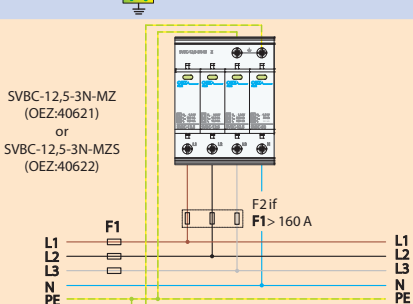 SVBC-12,5-3N-MZ
(OEZ:40621)
or
SVBC-12,5-3N-MZS
(OEZ:40622)
F2 if
F1> 160 A
F1
L1 L1
L2 L2
L3 L3
N N
PE PE